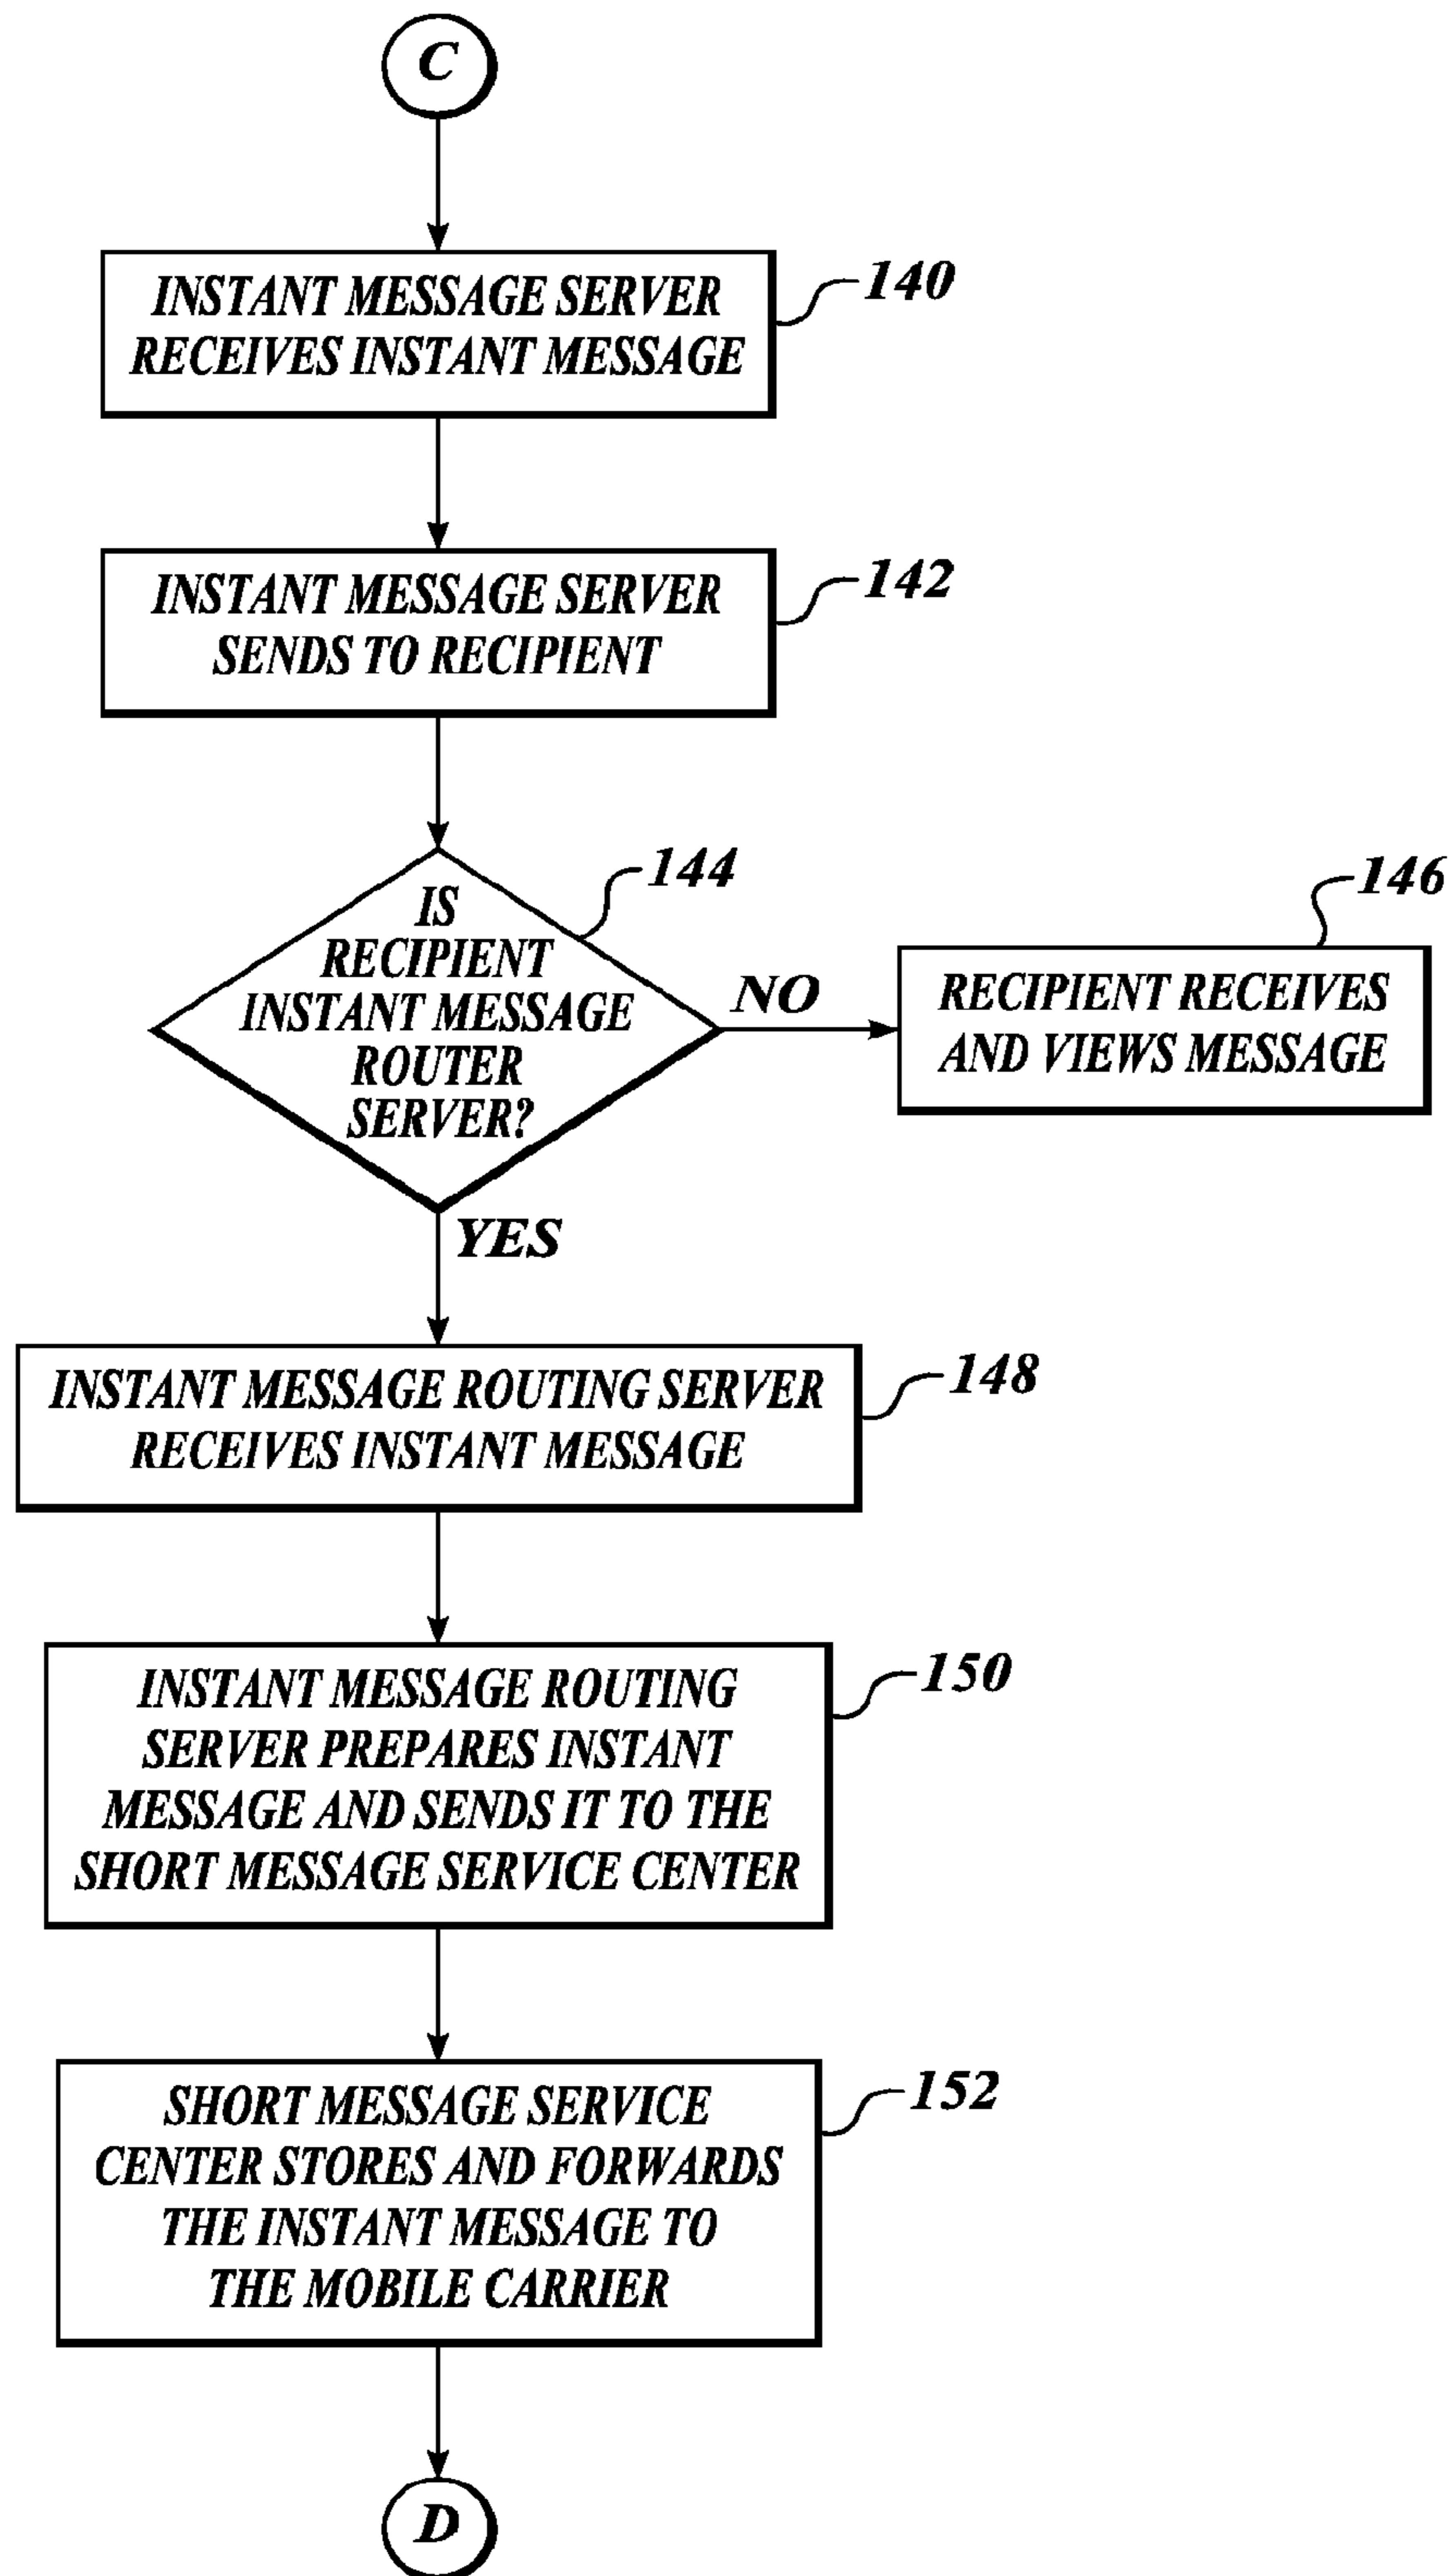 C
INSTANT MESSAGE SERVER
RECEIVES INSTANT MESSAGE
140
INSTANT MESSAGE SERVER
SENDS TO RECIPIENT
142
IS
RECIPIENT
INSTANT MESSAGE
ROUTER
SERVER?
144
NO
146
RECIPIENT RECEIVES
AND VIEWS MESSAGE
YES
INSTANT MESSAGE ROUTING SERVER
RECEIVES INSTANT MESSAGE
148
INSTANT MESSAGE ROUTING
SERVER PREPARES INSTANT
MESSAGE AND SENDS IT TO THE
SHORT MESSAGE SERVICE CENTER
150
SHORT MESSAGE SERVICE
CENTER STORES AND FORWARDS
THE INSTANT MESSAGE TO
THE MOBILE CARRIER
152
D